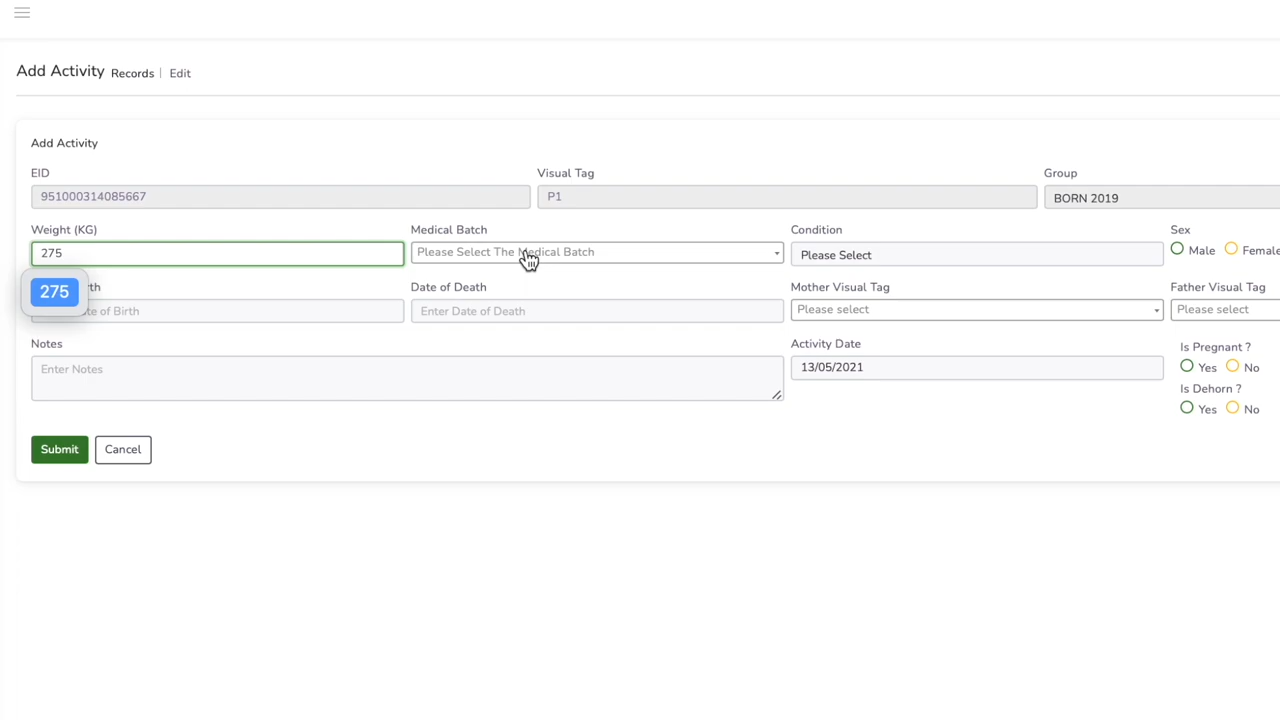 Add Activity Records | Edit
Add Activity
EID Visual Tag Group
951000314085667 P1 BORN 2019
Weight (KG) Medical Batch Condition Sex
275 Please Select The Medical Batch Please Select Male Female
275 rth Date of Death Mother Visual Tag Father Visual Tag
te of Birth Enter Date of Death Please select Please select
Notes Activity Date Is Pregnant ?
Enter Notes 13/05/2021 Yes No
Is Dehorn ?
Yes No
Submit Cancel